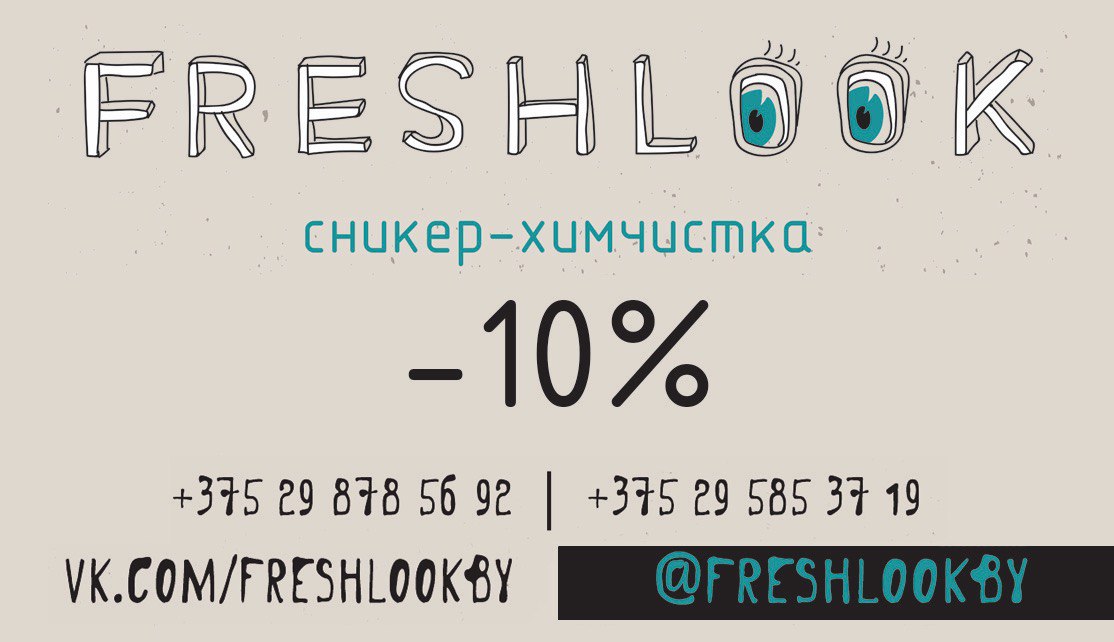 FRESHLOOK
сникер-химчистка
-10%
+375 29 878 56 92 | +375 29 585 37 19
VK.COM/FRESHLOOKBY @FRESHLOOKBY